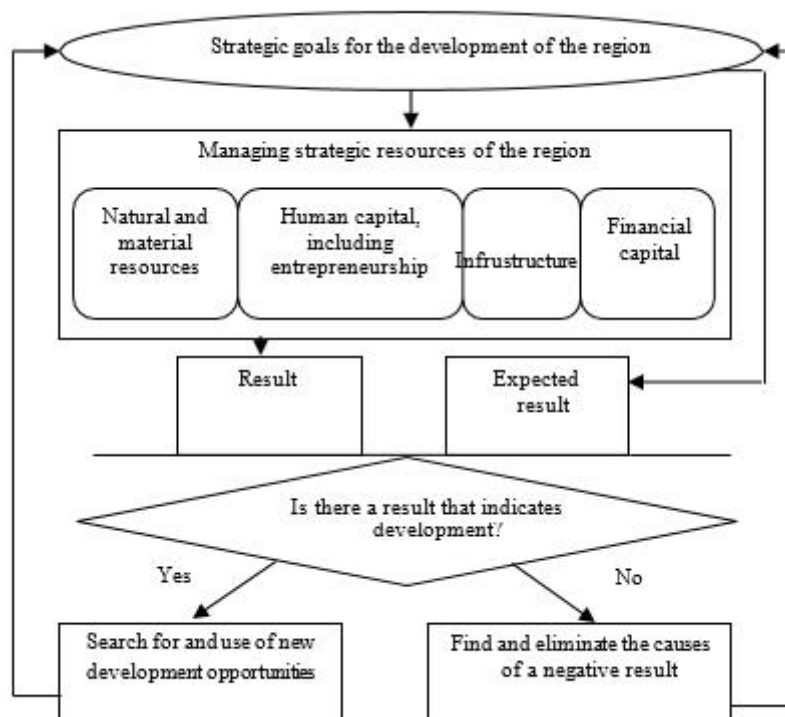 Strategic goals for the development of the region
Managing strategic resources of the region
Natural and
material
resources
Human capital,
including
entrepreneurship
Infrustructure
Financial
capital
Result
Expected
result
Is there a result that indicates
development?
Yes
No
Search for and use of new
development opportunities
Find and eliminate the causes
of a negative result